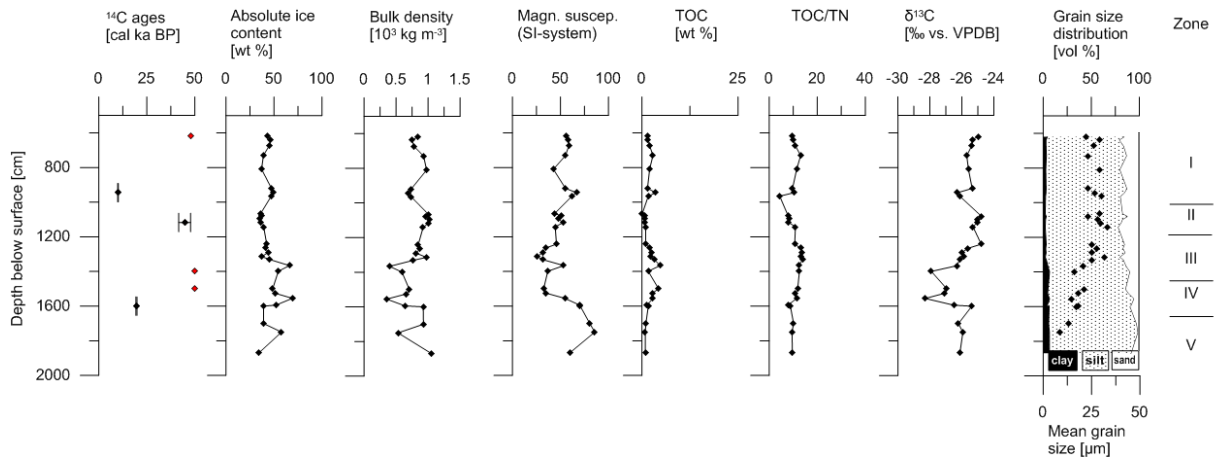 ¹⁴C ages
[cal ka BP]
Absolute ice
content
[wt %]
Bulk density
[10³ kg m⁻³]
Magn. suscep.
(SI-system)
TOC
[wt %]
TOC/TN
δ¹³C
[‰ vs. VPDB]
Grain size
distribution
[vol %]
Zone
0 25 50
0 50 100
0 0.5 1 1.5
0 50 100
0 25
0 20 40
-30 -28 -26 -24
0 50 100
Depth below surface [cm]
800
1200
1600
2000
I
II
III
IV
V
clay silt sand
0 25 50
Mean grain
size [µm]